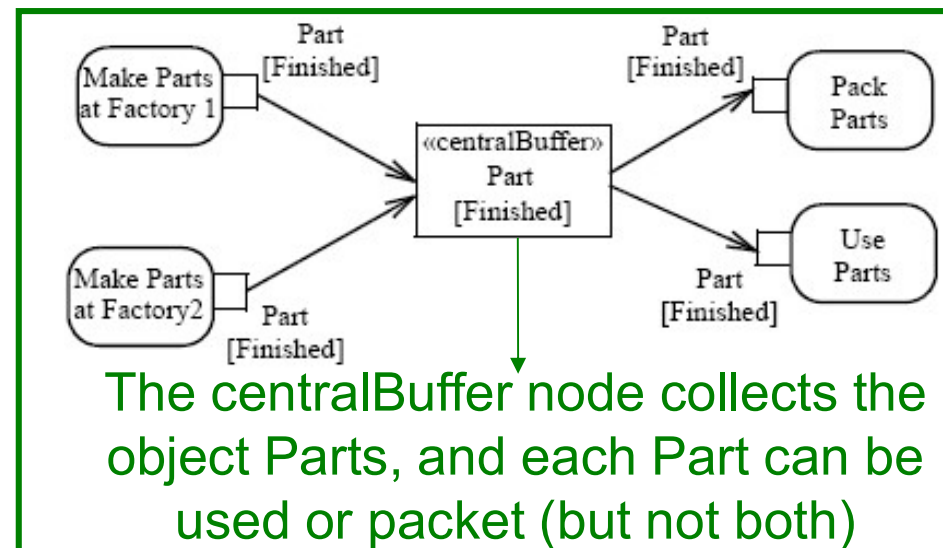 Part
[Finished]
Part
[Finished]
Make Parts
at Factory 1
«centralBuffer»
Part
[Finished]
Pack
Parts
Make Parts
at Factory2
Part
[Finished]
Use
Parts
Part
[Finished]
The centralBuffer node collects the
object Parts, and each Part can be
used or packet (but not both)